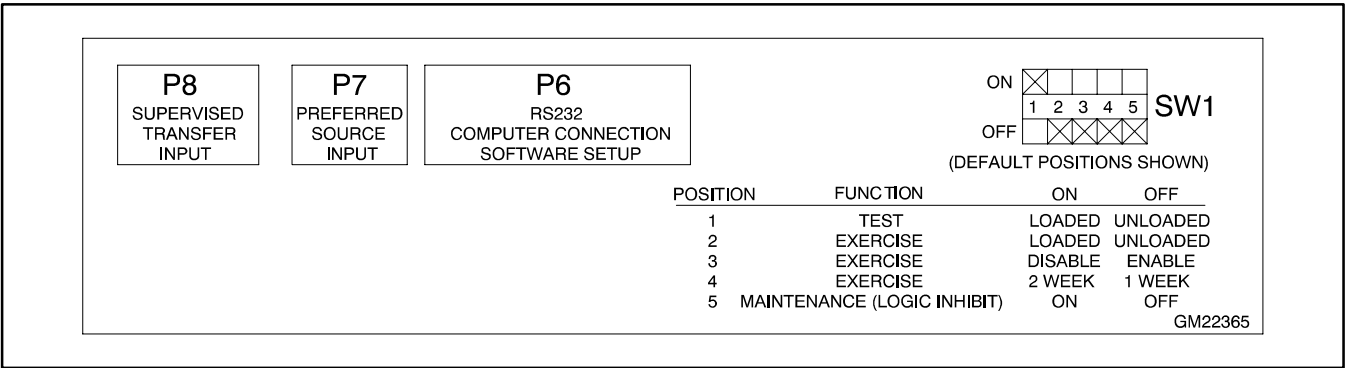 P8
SUPERVISED
TRANSFER
INPUT
P7
PREFERRED
SOURCE
INPUT
P6
RS232
COMPUTER CONNECTION
SOFTWARE SETUP
ON
1 2 3 4 5 SW1
OFF
(DEFAULT POSITIONS SHOWN)
POSITION FUNCTION ON OFF
1 TEST LOADED UNLOADED
2 EXERCISE LOADED UNLOADED
3 EXERCISE DISABLE ENABLE
4 EXERCISE 2 WEEK 1 WEEK
5 MAINTENANCE (LOGIC INHIBIT) ON OFF
GM22365